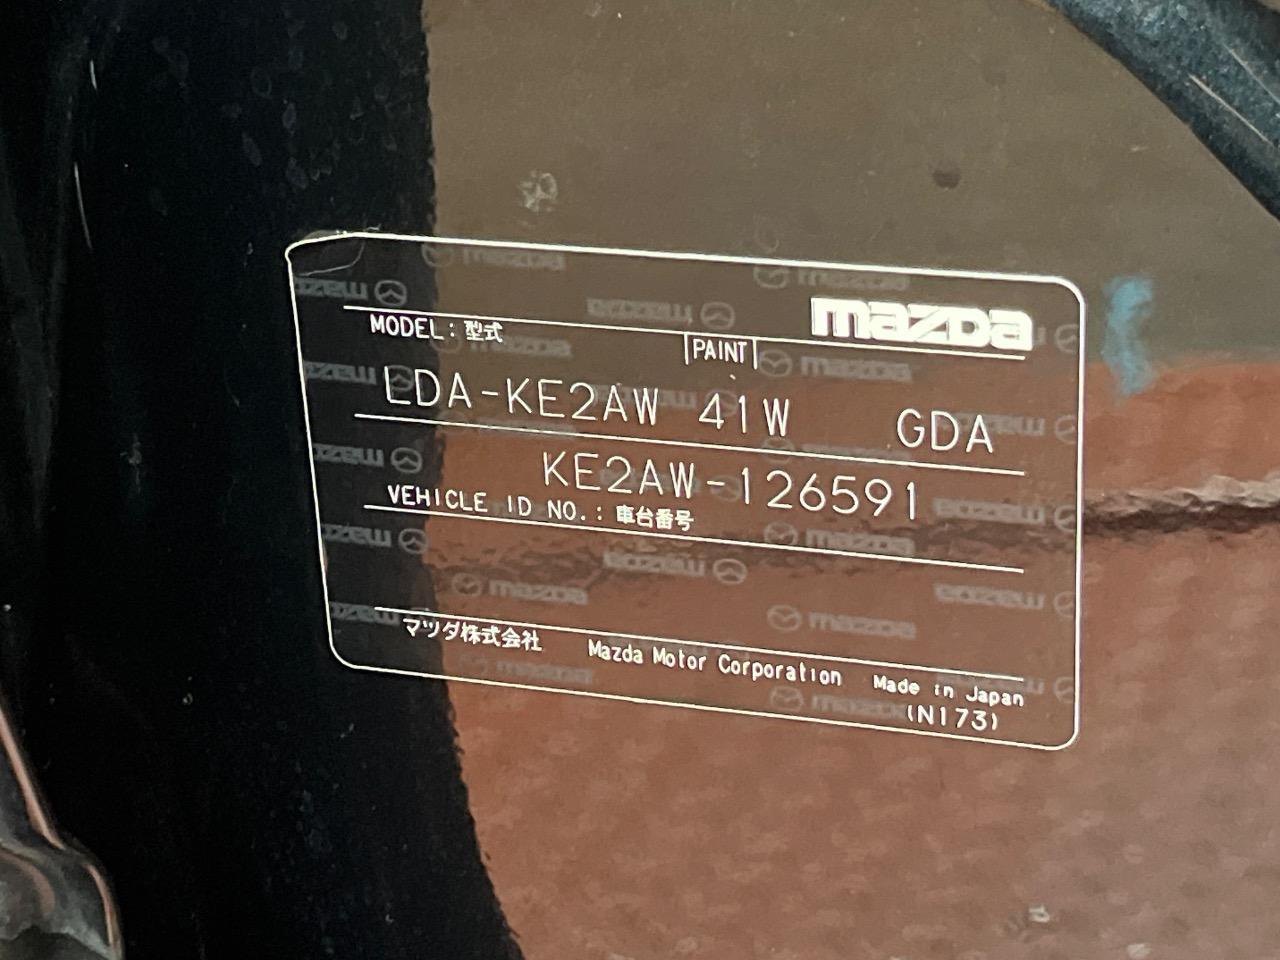 mazda
MODEL: 型式 PAINT
LDA-KE2AW 41W GDA
KE2AW-126591
VEHICLE ID NO.: 車台番号
マツダ株式会社 Mazda Motor Corporation Made in Japan
(N173)